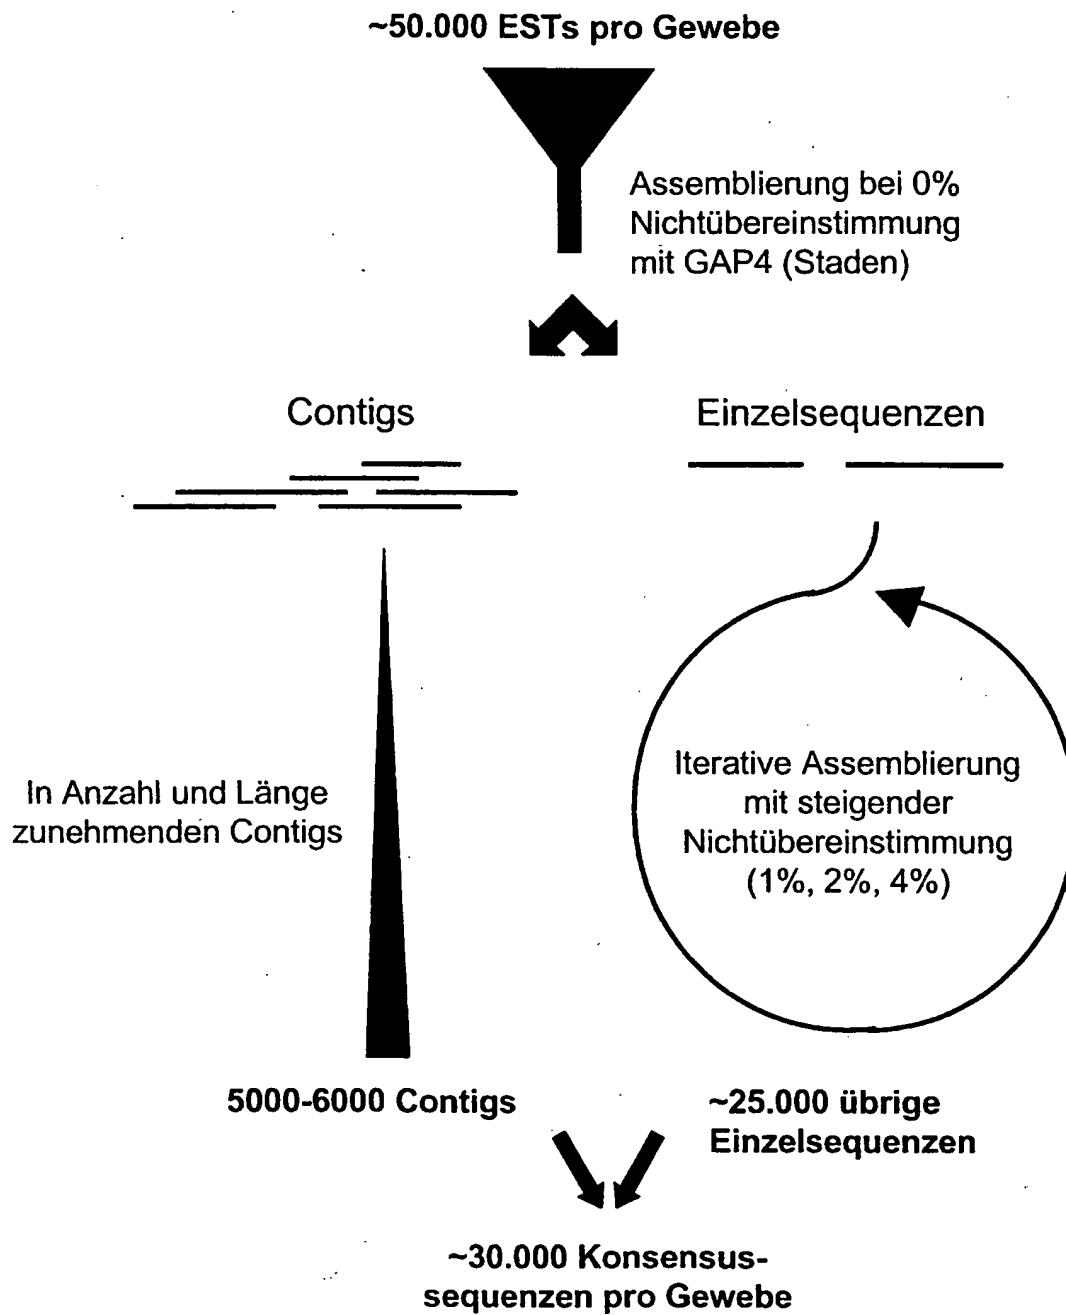 ~50.000 ESTs pro Gewebe
Assemblierung bei 0%
Nichtübereinstimmung
mit GAP4 (Staden)
Contigs
Einzelsequenzen
In Anzahl und Länge
zunehmenden Contigs
Iterative Assemblierung
mit steigender
Nichtübereinstimmung
(1%, 2%, 4%)
5000-6000 Contigs
~25.000 übrige
Einzelsequenzen
~30.000 Konsensus-
sequenzen pro Gewebe